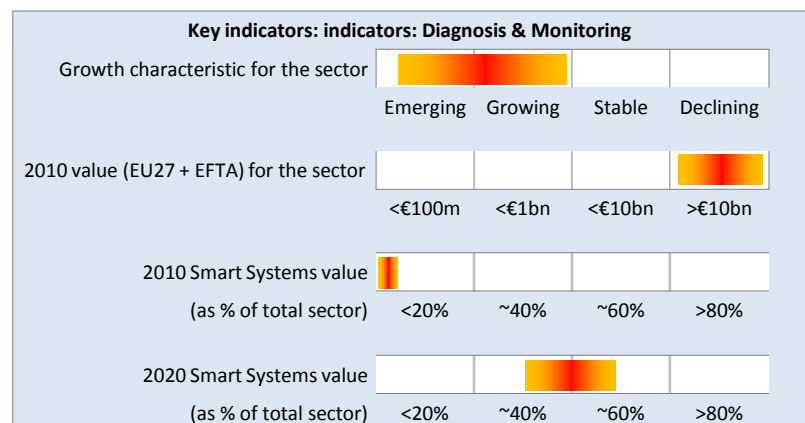 Key indicators: indicators: Diagnosis & Monitoring
Growth characteristic for the sector
Emerging Growing Stable Declining
2010 value (EU27 + EFTA) for the sector
<€100m <€1bn <€10bn >€10bn
2010 Smart Systems value
(as % of total sector) <20% ~40% ~60% >80%
2020 Smart Systems value
(as % of total sector) <20% ~40% ~60% >80%